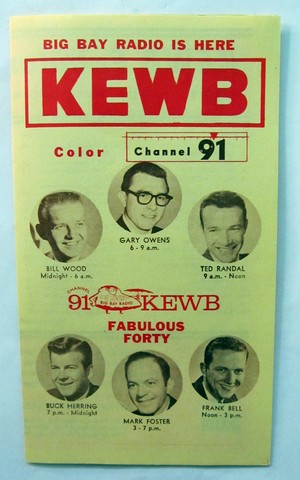 BIG BAY RADIO IS HERE
KEWB
Color Channel 91
GARY OWENS
6 - 9 a.m.
BILL WOOD
Midnight - 6 a.m.
TED RANDAL
9 a.m. - Noon
CHANNEL
91 BIG BAY RADIO KEWB
FABULOUS
FORTY
BUCK HERRING
7 p.m. - Midnight
MARK FOSTER
3 - 7 p.m.
FRANK BELL
Noon - 3 p.m.